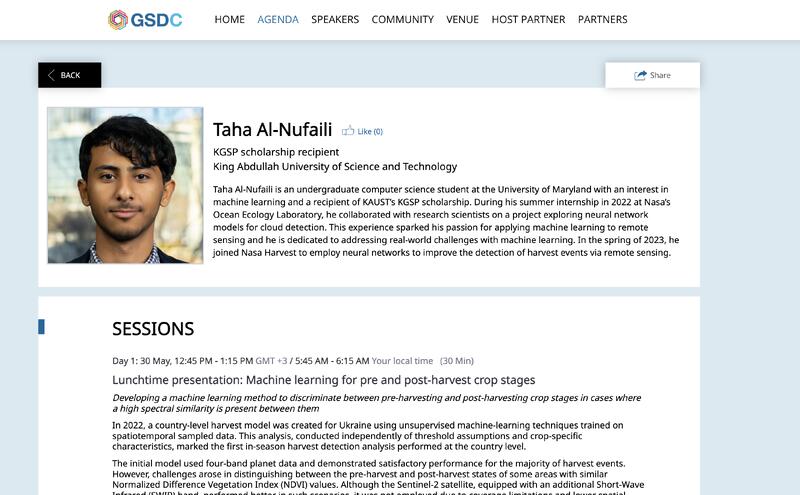 GSDC
HOME AGENDA SPEAKERS COMMUNITY VENUE HOST PARTNER PARTNERS
BACK
Share
Taha Al-Nufaili
Like (0)
KGSP scholarship recipient
King Abdullah University of Science and Technology
Taha Al-Nufaili is an undergraduate computer science student at the University of Maryland with an interest in
machine learning and a recipient of KAUST's KGSP scholarship. During his summer internship in 2022 at Nasa's
Ocean Ecology Laboratory, he collaborated with research scientists on a project exploring neural network
models for cloud detection. This experience sparked his passion for applying machine learning to remote
sensing and he is dedicated to addressing real-world challenges with machine learning. In the spring of 2023, he
joined Nasa Harvest to employ neural networks to improve the detection of harvest events via remote sensing.
SESSIONS
Day 1: 30 May, 12:45 PM - 1:15 PM GMT +3 / 5:45 AM - 6:15 AM Your local time (30 Min)
Lunchtime presentation: Machine learning for pre and post-harvest crop stages
Developing a machine learning method to discriminate between pre-harvesting and post-harvesting crop stages in cases where
a high spectral similarity is present between them
In 2022, a country-level harvest model was created for Ukraine using unsupervised machine-learning techniques trained on
spatiotemporal sampled data. This analysis, conducted independently of threshold assumptions and crop-specific
characteristics, marked the first in-season harvest detection analysis performed at the country level.
The initial model used four-band planet data and demonstrated satisfactory performance for the majority of harvest events.
However, challenges arose in distinguishing between the pre-harvest and post-harvest states of some areas with similar
Normalized Difference Vegetation Index (NDVI) values. Although the Sentinel-2 satellite, equipped with an additional Short-Wave
Infrared (SWIR) band, performed better in such scenarios, it was not employed due to coverage limitations and lower spatial